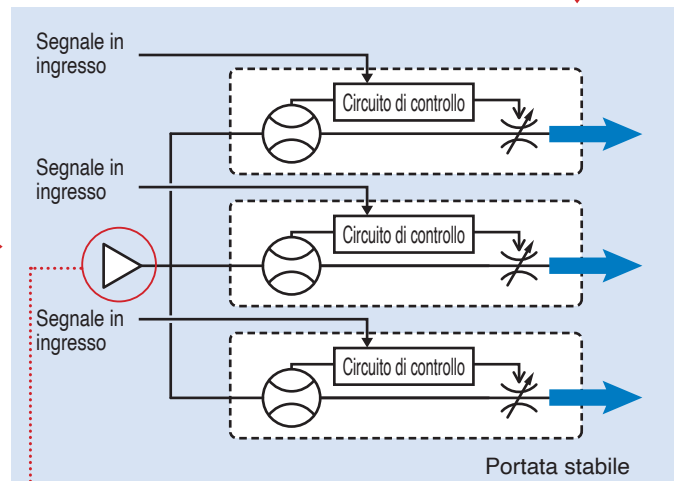 Segnale in
ingresso
Circuito di controllo
Segnale in
ingresso
Circuito di controllo
Segnale in
ingresso
Circuito di controllo
Portata stabile